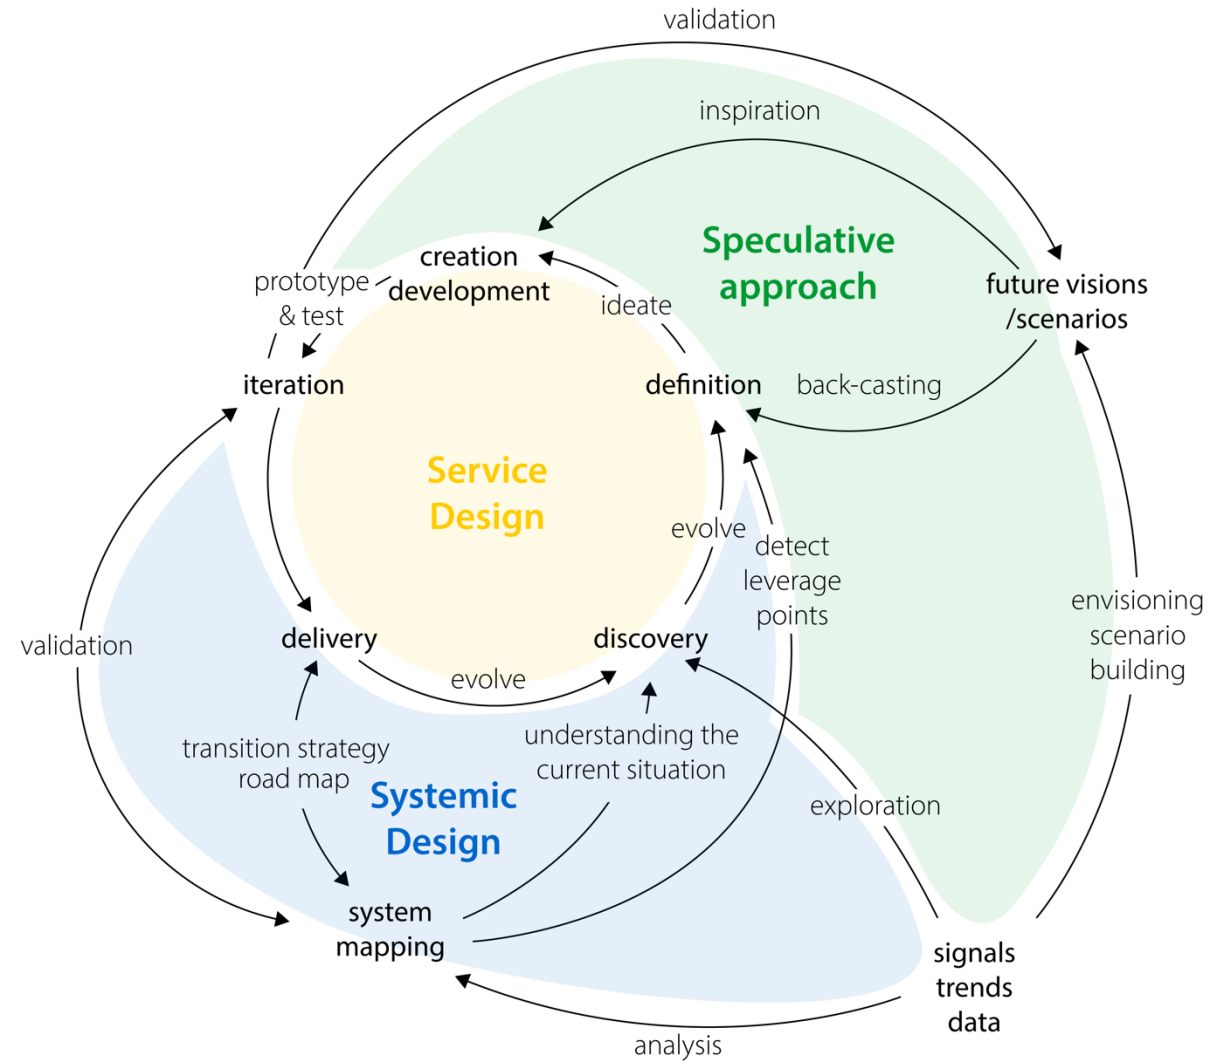 validation
inspiration
Speculative
approach
creation
development
prototype
& test
ideate
future visions
/scenarios
iteration
definition
back-casting
Service
Design
evolve
detect
leverage
points
envisioning
scenario
building
validation
delivery
discovery
evolve
transition strategy
road map
understanding the
current situation
Systemic
Design
exploration
system
mapping
signals
trends
data
analysis